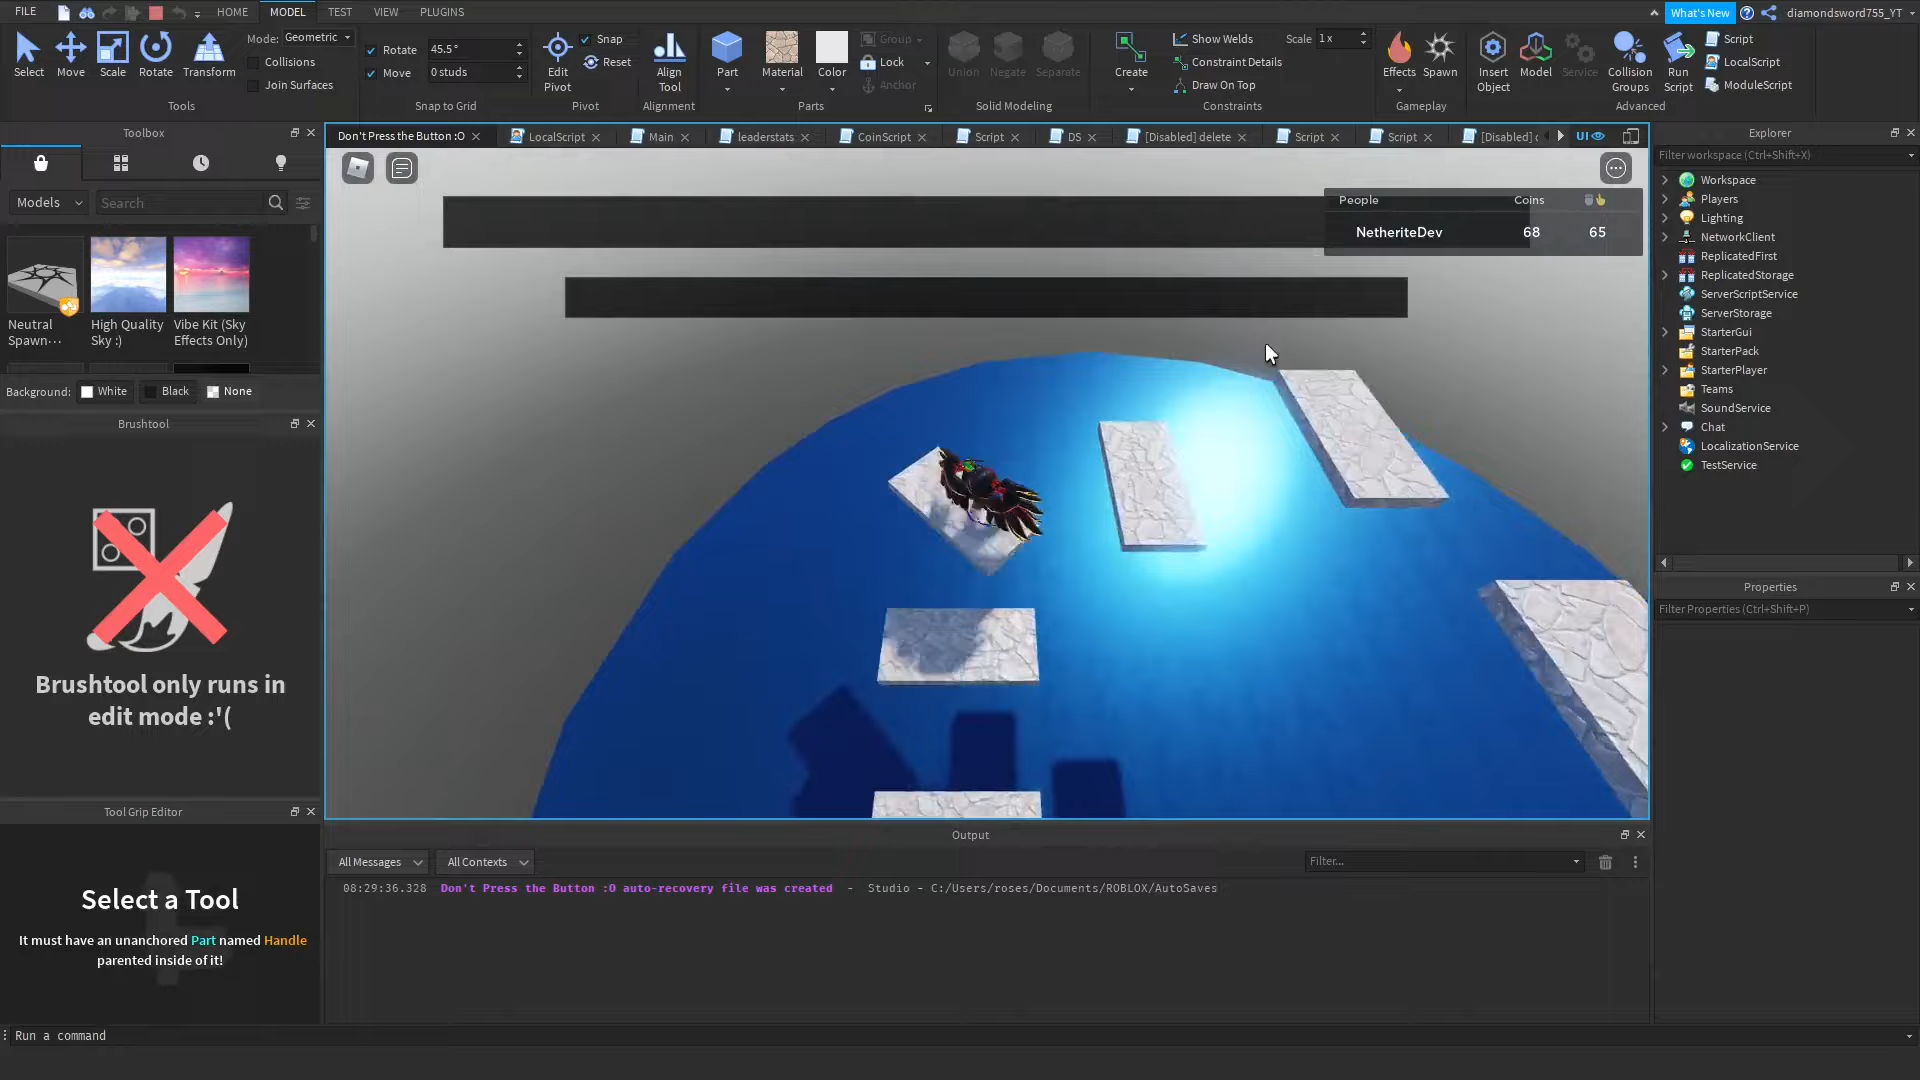 FILE
HOME
MODEL
TEST
VIEW
PLUGINS
What's New
diamondsword755_YT
Select
Move
Scale
Rotate
Transform
Mode:
Geometric
Collisions
Join Surfaces
Tools
Rotate
45.5 °
Move
0 studs
Snap to Grid
Edit
Pivot
Snap
Reset
Pivot
Align
Tool
Alignment
Part
Material
Color
Group
Lock
Anchor
Parts
Union
Negate
Separate
Solid Modeling
Create
Show Welds
Scale
1 x
Constraint Details
Draw On Top
Constraints
Effects
Spawn
Gameplay
Insert
Object
Model
Service
Collision
Groups
Run
Script
Script
LocalScript
ModuleScript
Advanced
Toolbox
Models
Search
Neutral
Spawn···
High Quality
Sky :)
Vibe Kit (Sky
Effects Only)
Background:
White
Black
None
Brushtool
Brushtool only runs in
edit mode :'(
Tool Grip Editor
Select a Tool
It must have an unanchored Part named Handle
parented inside of it!
Don't Press the Button :O
LocalScript
Main
leaderstats
CoinScript
Script
DS
[Disabled] delete
Script
Script
[Disabled]
UI
People
Coins
NetheriteDev
68
65
Output
All Messages
All Contexts
Filter...
08:29:36.328 Don't Press the Button :O auto-recovery file was created - Studio - C:/Users/roses/Documents/ROBLOX/AutoSaves
Explorer
Filter workspace (Ctrl+Shift+X)
Workspace
Players
Lighting
NetworkClient
ReplicatedFirst
ReplicatedStorage
ServerScriptService
ServerStorage
StarterGui
StarterPack
StarterPlayer
Teams
SoundService
Chat
LocalizationService
TestService
Properties
Filter Properties (Ctrl+Shift+P)
Run a command